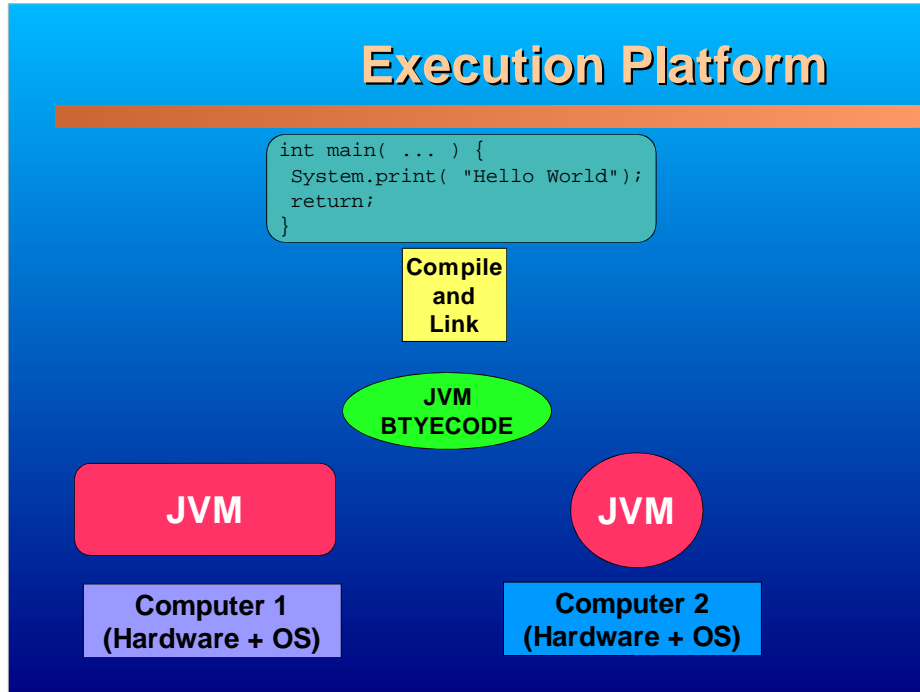 Execution Platform
int main( ... ) {
System.print( "Hello World");
return;
}
Compile
and
Link
JVM
BTYECODE
JVM
JVM
Computer 1
(Hardware + OS)
Computer 2
(Hardware + OS)